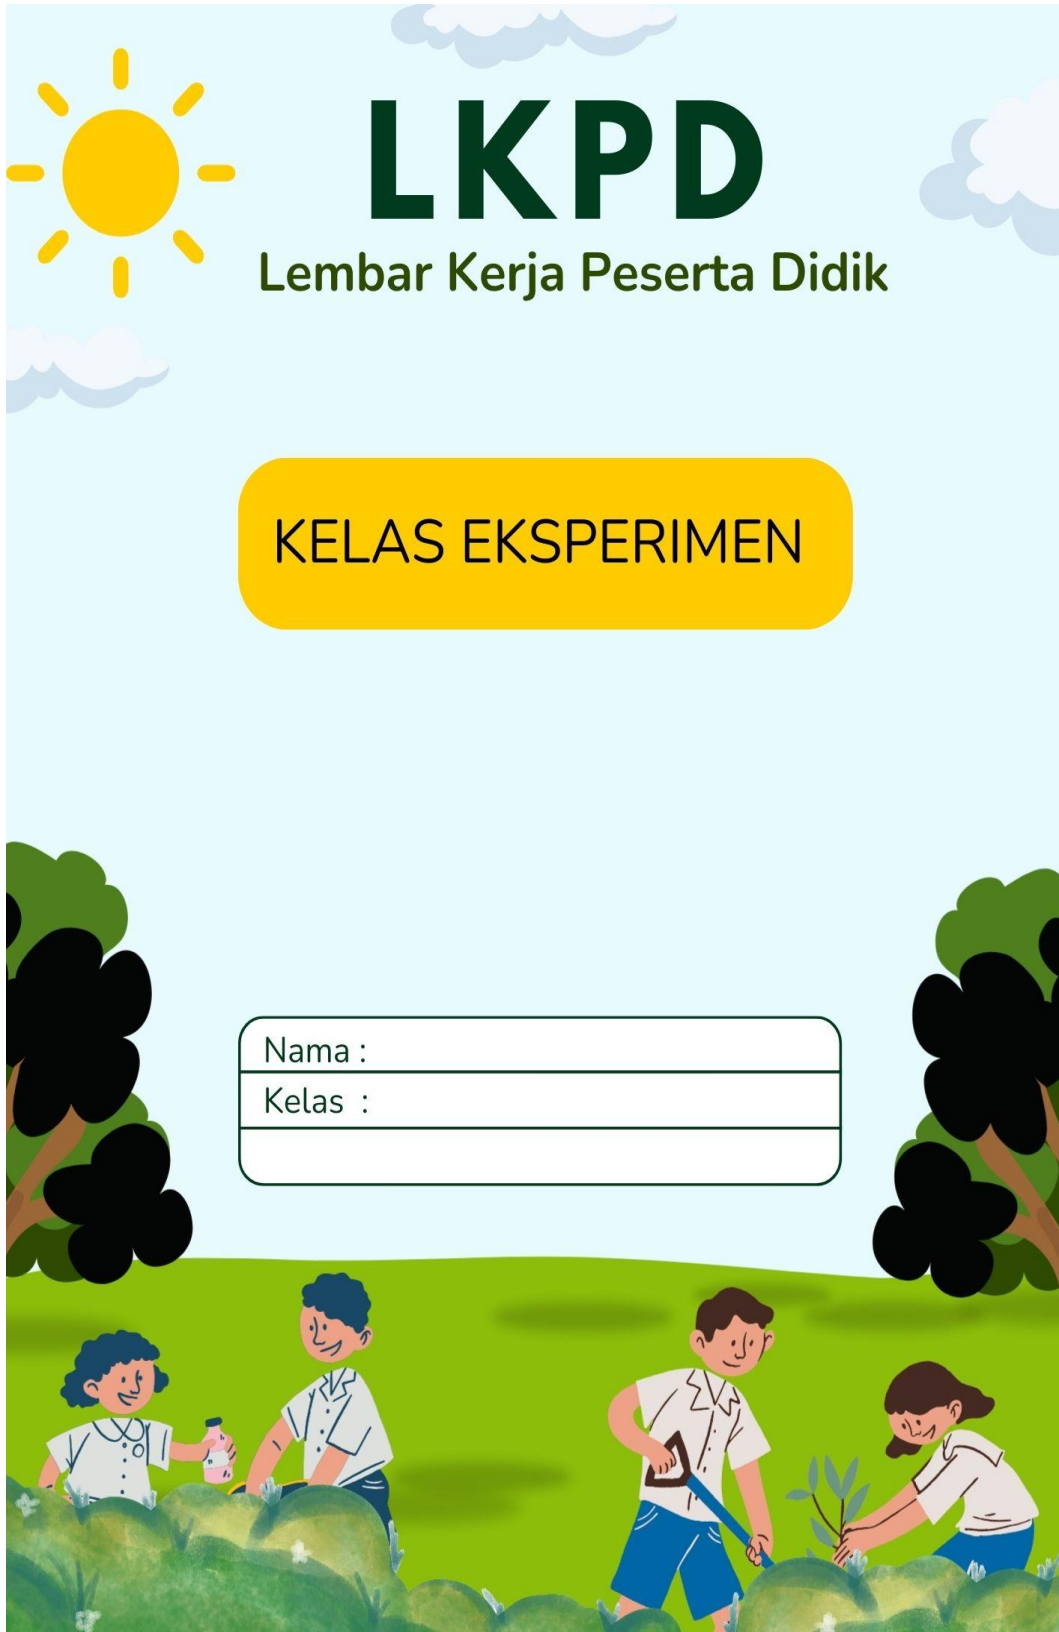 LKPD
Lembar Kerja Peserta Didik
KELAS EKSPERIMEN
Nama :
Kelas :